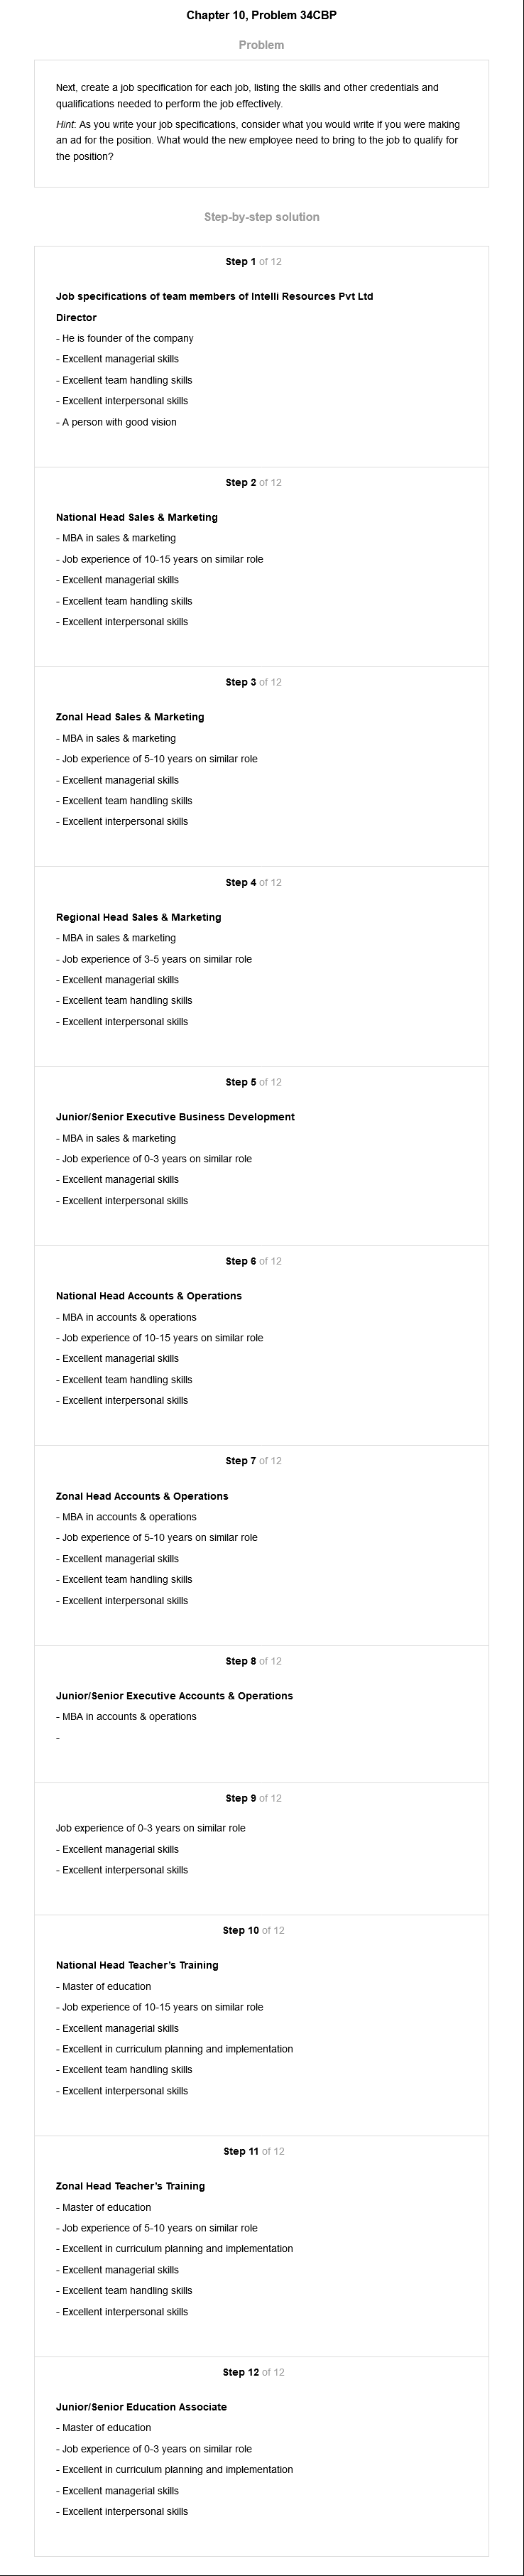 Chapter 10, Problem 34CBP
Problem
Next, create a job specification for each job, listing the skills and other credentials and
qualifications needed to perform the job effectively.
Hint: As you write your job specifications, consider what you would write if you were making
an ad for the position. What would the new employee need to bring to the job to qualify for
the position?
Step-by-step solution
Step 1 of 12
Job specifications of team members of Intelli Resources Pvt Ltd
Director
- He is founder of the company
- Excellent managerial skills
- Excellent team handling skills
- Excellent interpersonal skills
- A person with good vision
Step 2 of 12
National Head Sales & Marketing
- MBA in sales & marketing
- Job experience of 10-15 years on similar role
- Excellent managerial skills
- Excellent team handling skills
- Excellent interpersonal skills
Step 3 of 12
Zonal Head Sales & Marketing
- MBA in sales & marketing
- Job experience of 5-10 years on similar role
- Excellent managerial skills
- Excellent team handling skills
- Excellent interpersonal skills
Step 4 of 12
Regional Head Sales & Marketing
- MBA in sales & marketing
- Job experience of 3-5 years on similar role
- Excellent managerial skills
- Excellent team handling skills
- Excellent interpersonal skills
Step 5 of 12
Junior/Senior Executive Business Development
- MBA in sales & marketing
- Job experience of 0-3 years on similar role
- Excellent managerial skills
- Excellent interpersonal skills
Step 6 of 12
National Head Accounts & Operations
- MBA in accounts & operations
- Job experience of 10-15 years on similar role
- Excellent managerial skills
- Excellent team handling skills
- Excellent interpersonal skills
Step 7 of 12
Zonal Head Accounts & Operations
- MBA in accounts & operations
- Job experience of 5-10 years on similar role
- Excellent managerial skills
- Excellent team handling skills
- Excellent interpersonal skills
Step 8 of 12
Junior/Senior Executive Accounts & Operations
- MBA in accounts & operations
-
Step 9 of 12
Job experience of 0-3 years on similar role
- Excellent managerial skills
- Excellent interpersonal skills
Step 10 of 12
National Head Teacher's Training
- Master of education
- Job experience of 10-15 years on similar role
- Excellent managerial skills
- Excellent in curriculum planning and implementation
- Excellent team handling skills
- Excellent interpersonal skills
Step 11 of 12
Zonal Head Teacher's Training
- Master of education
- Job experience of 5-10 years on similar role
- Excellent in curriculum planning and implementation
- Excellent managerial skills
- Excellent team handling skills
- Excellent interpersonal skills
Step 12 of 12
Junior/Senior Education Associate
- Master of education
- Job experience of 0-3 years on similar role
- Excellent in curriculum planning and implementation
- Excellent managerial skills
- Excellent interpersonal skills